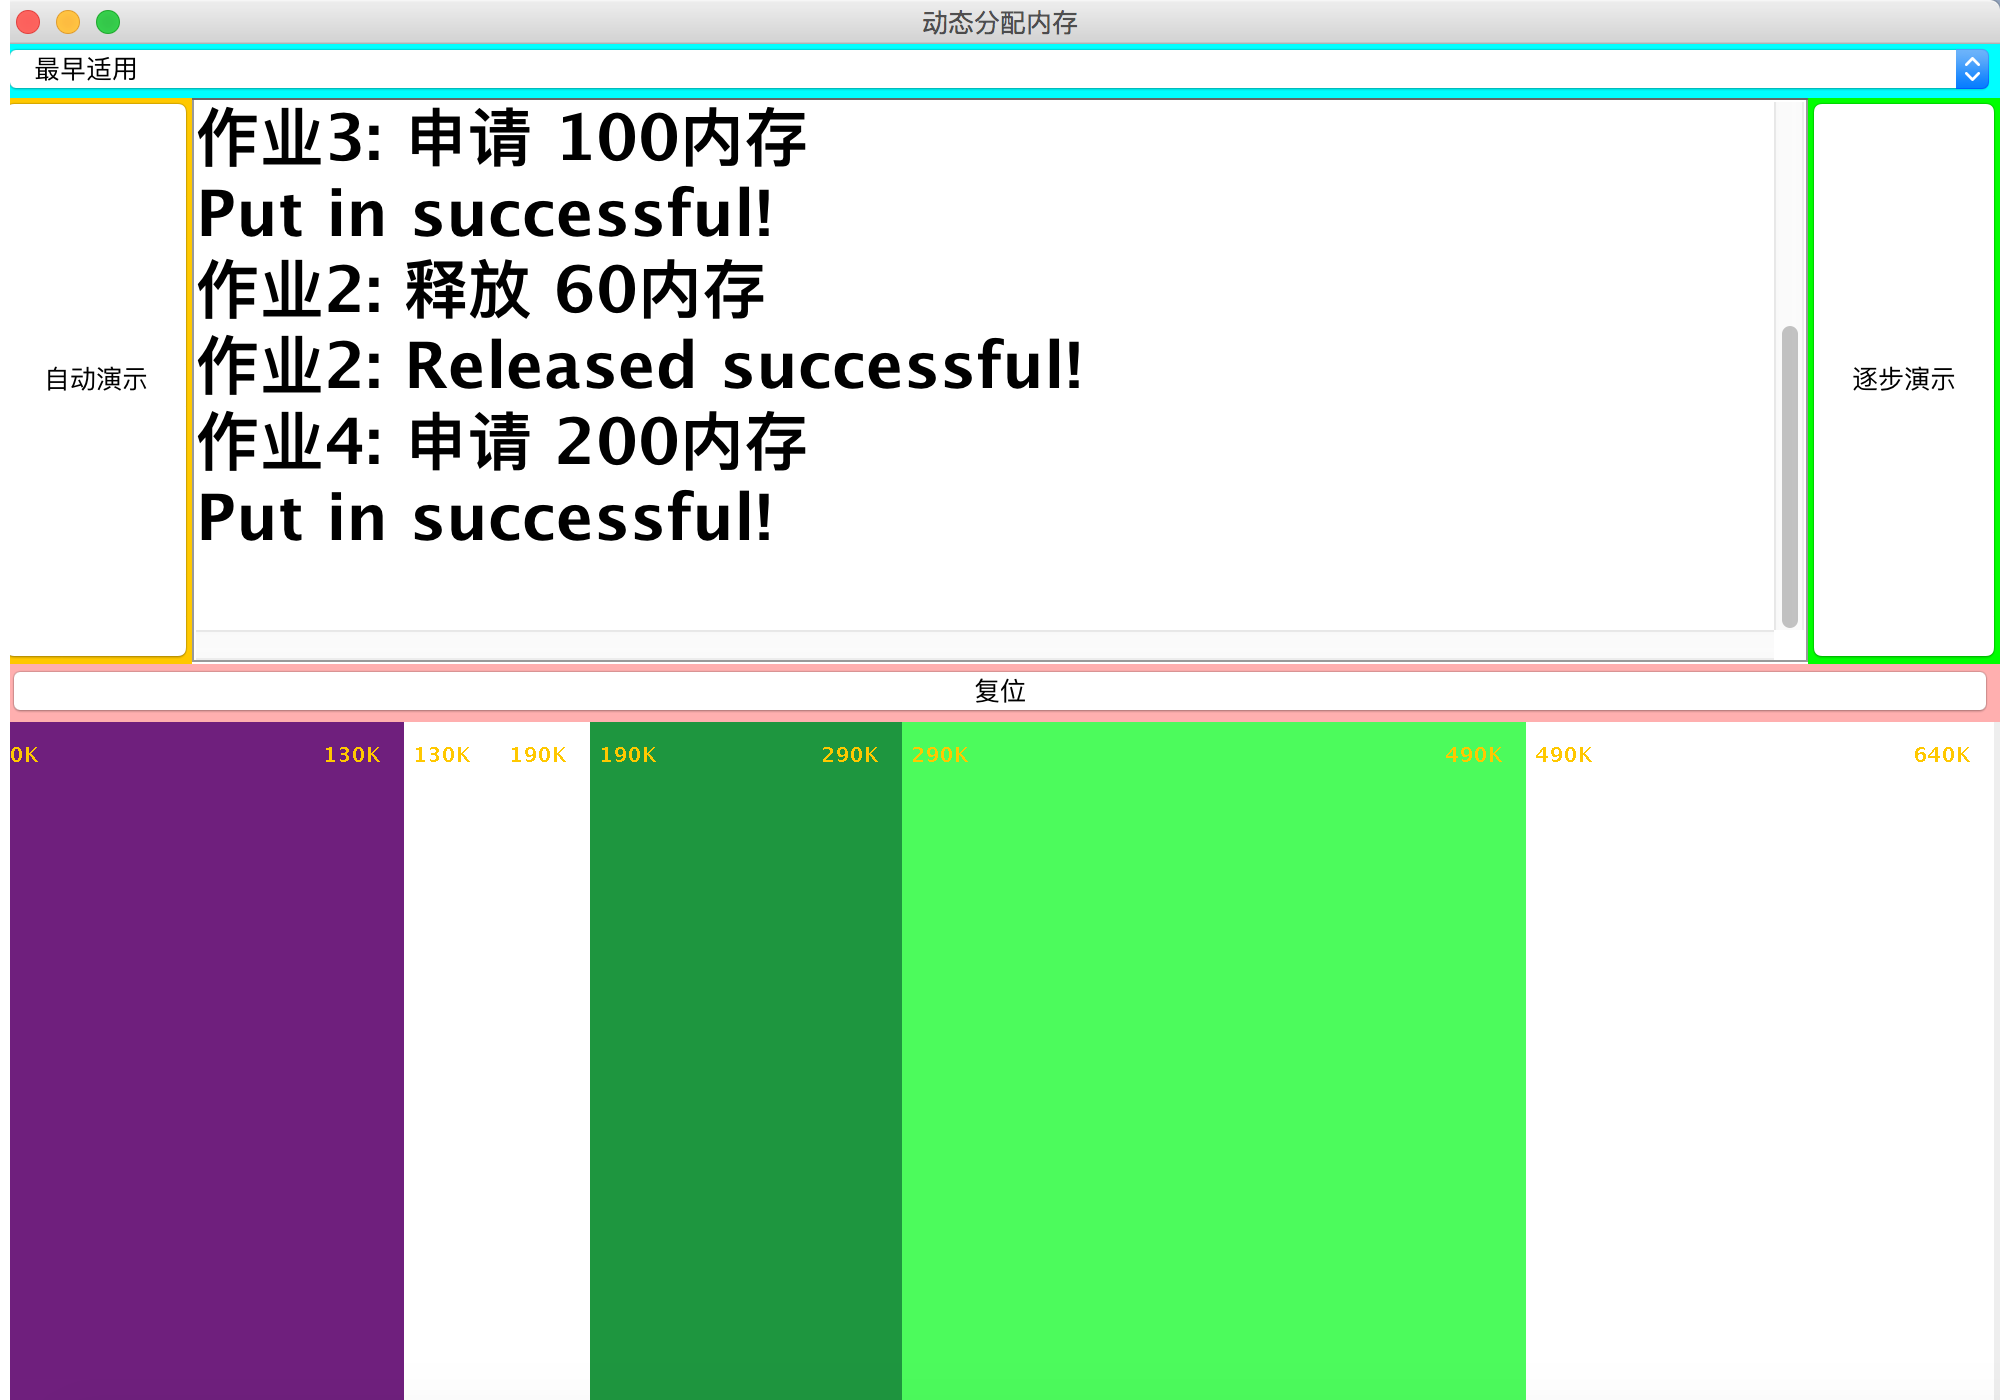 动态分配内存
最早适用
作业3: 申请 100内存
Put in successful!
作业2: 释放 60内存
作业2: Released successful!
作业4: 申请 200内存
Put in successful!
自动演示
逐步演示
复位
0K 130K 130K 190K 190K 290K 290K 490K 490K 640K